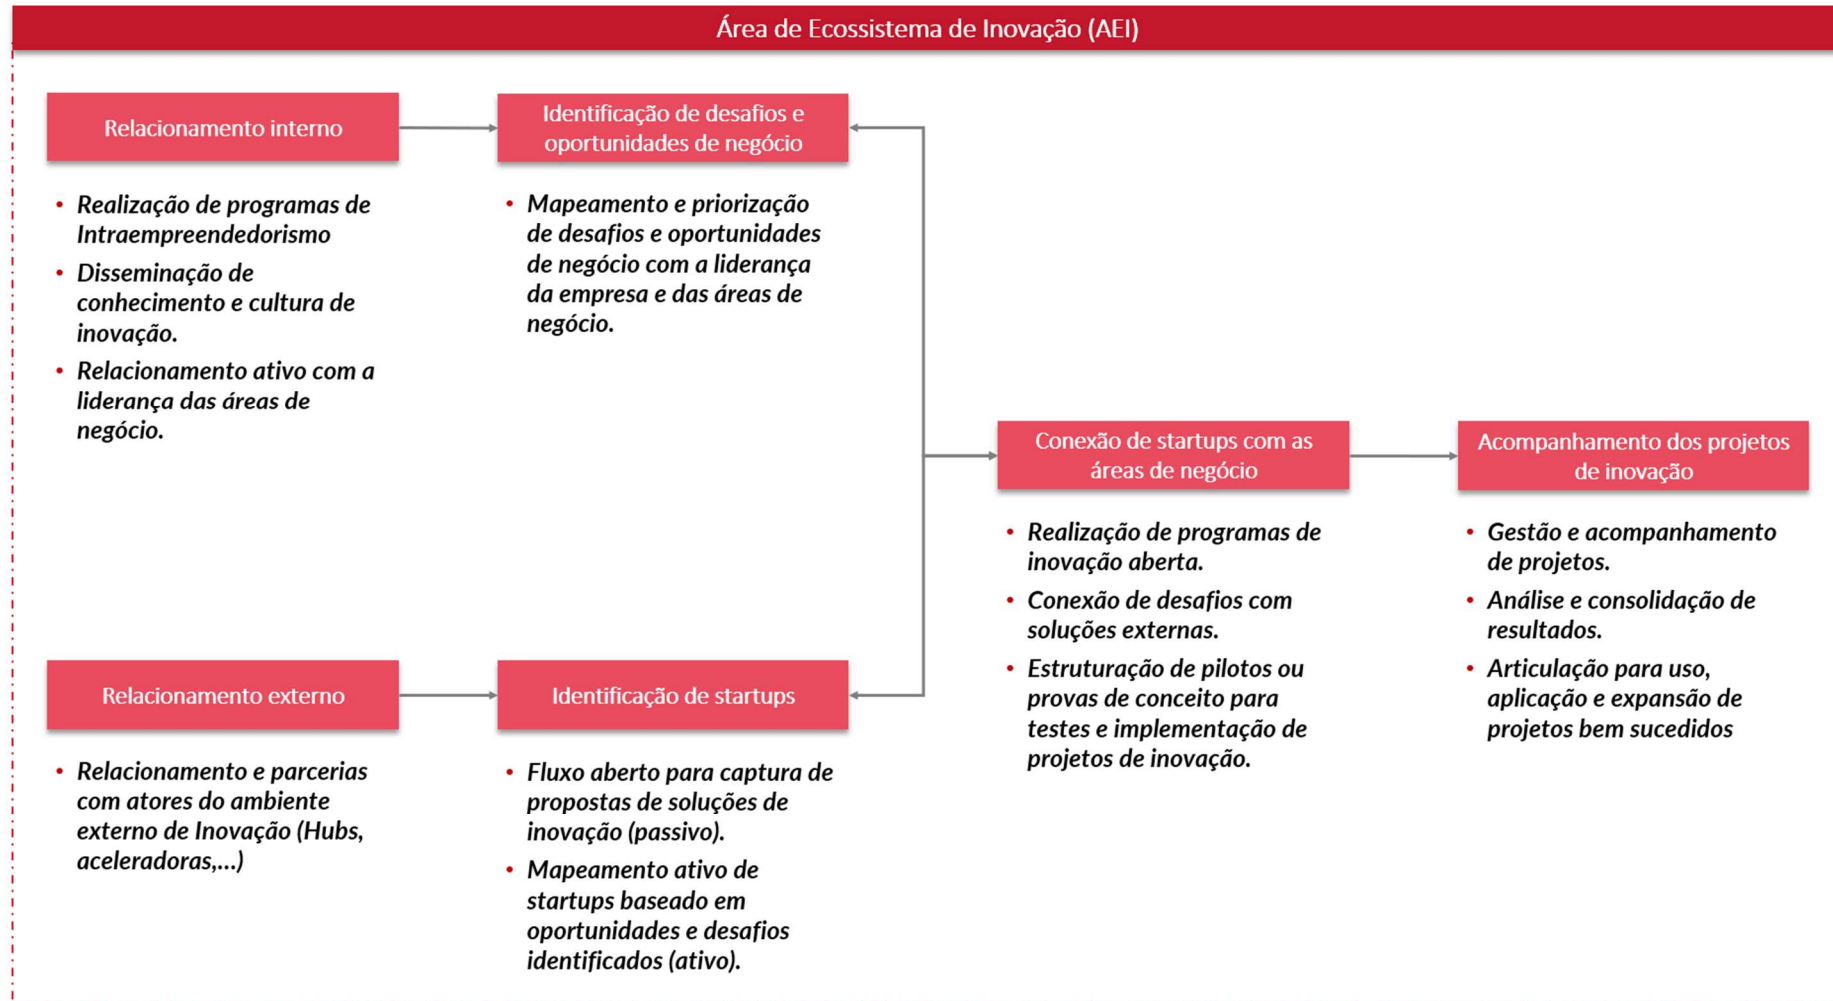 Área de Ecossistema de Inovação (AEI)
Relacionamento interno
• Realização de programas de
Intraempreendedorismo
• Disseminação de
conhecimento e cultura de
inovação.
• Relacionamento ativo com a
liderança das áreas de
negócio.
Identificação de desafios e
oportunidades de negócio
• Mapeamento e priorização
de desafios e oportunidades
de negócio com a liderança
da empresa e das áreas de
negócio.
Relacionamento externo
• Relacionamento e parcerias
com atores do ambiente
externo de Inovação (Hubs,
aceleradoras,...)
Identificação de startups
• Fluxo aberto para captura de
propostas de soluções de
inovação (passivo).
• Mapeamento ativo de
startups baseado em
oportunidades e desafios
identificados (ativo).
Conexão de startups com as
áreas de negócio
• Realização de programas de
inovação aberta.
• Conexão de desafios com
soluções externas.
• Estruturação de pilotos ou
provas de conceito para
testes e implementação de
projetos de inovação.
Acompanhamento dos projetos
de inovação
• Gestão e acompanhamento
de projetos.
• Análise e consolidação de
resultados.
• Articulação para uso,
aplicação e expansão de
projetos bem sucedidos